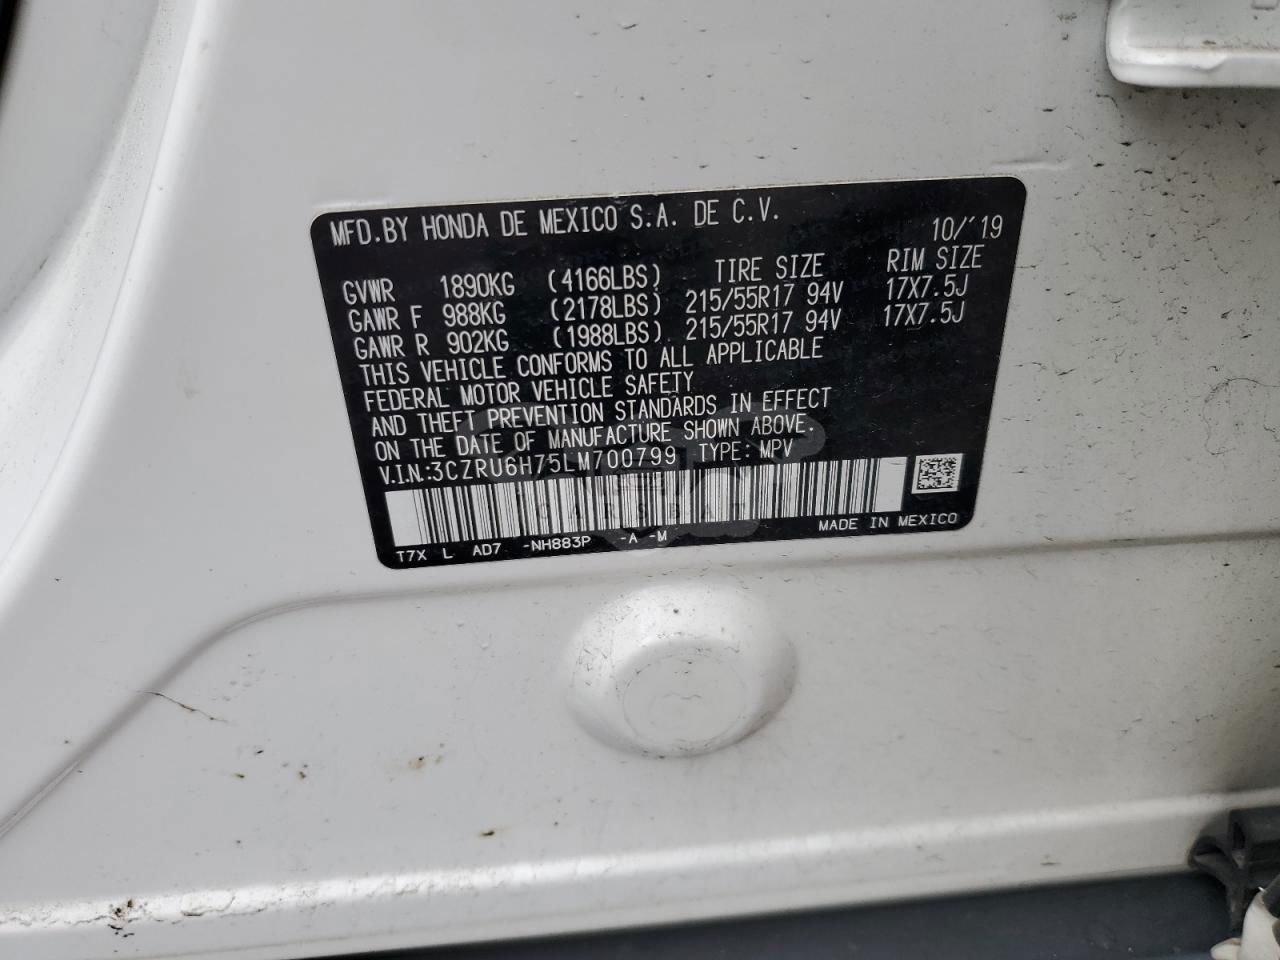 MFD.BY HONDA DE MEXICO S.A. DE C.V.
10/'19
GVWR 1890KG (4166LBS) TIRE SIZE RIM SIZE
GAWR F 988KG (2178LBS) 215/55R17 94V 17X7.5J
GAWR R 902KG (1988LBS) 215/55R17 94V 17X7.5J
THIS VEHICLE CONFORMS TO ALL APPLICABLE
FEDERAL MOTOR VEHICLE SAFETY
AND THEFT PREVENTION STANDARDS IN EFFECT
ON THE DATE OF MANUFACTURE SHOWN ABOVE.
V.I.N.:3CZRU6H75LM700799 TYPE: MPV
MADE IN MEXICO
T7X L AD7 -NH883P -A -M